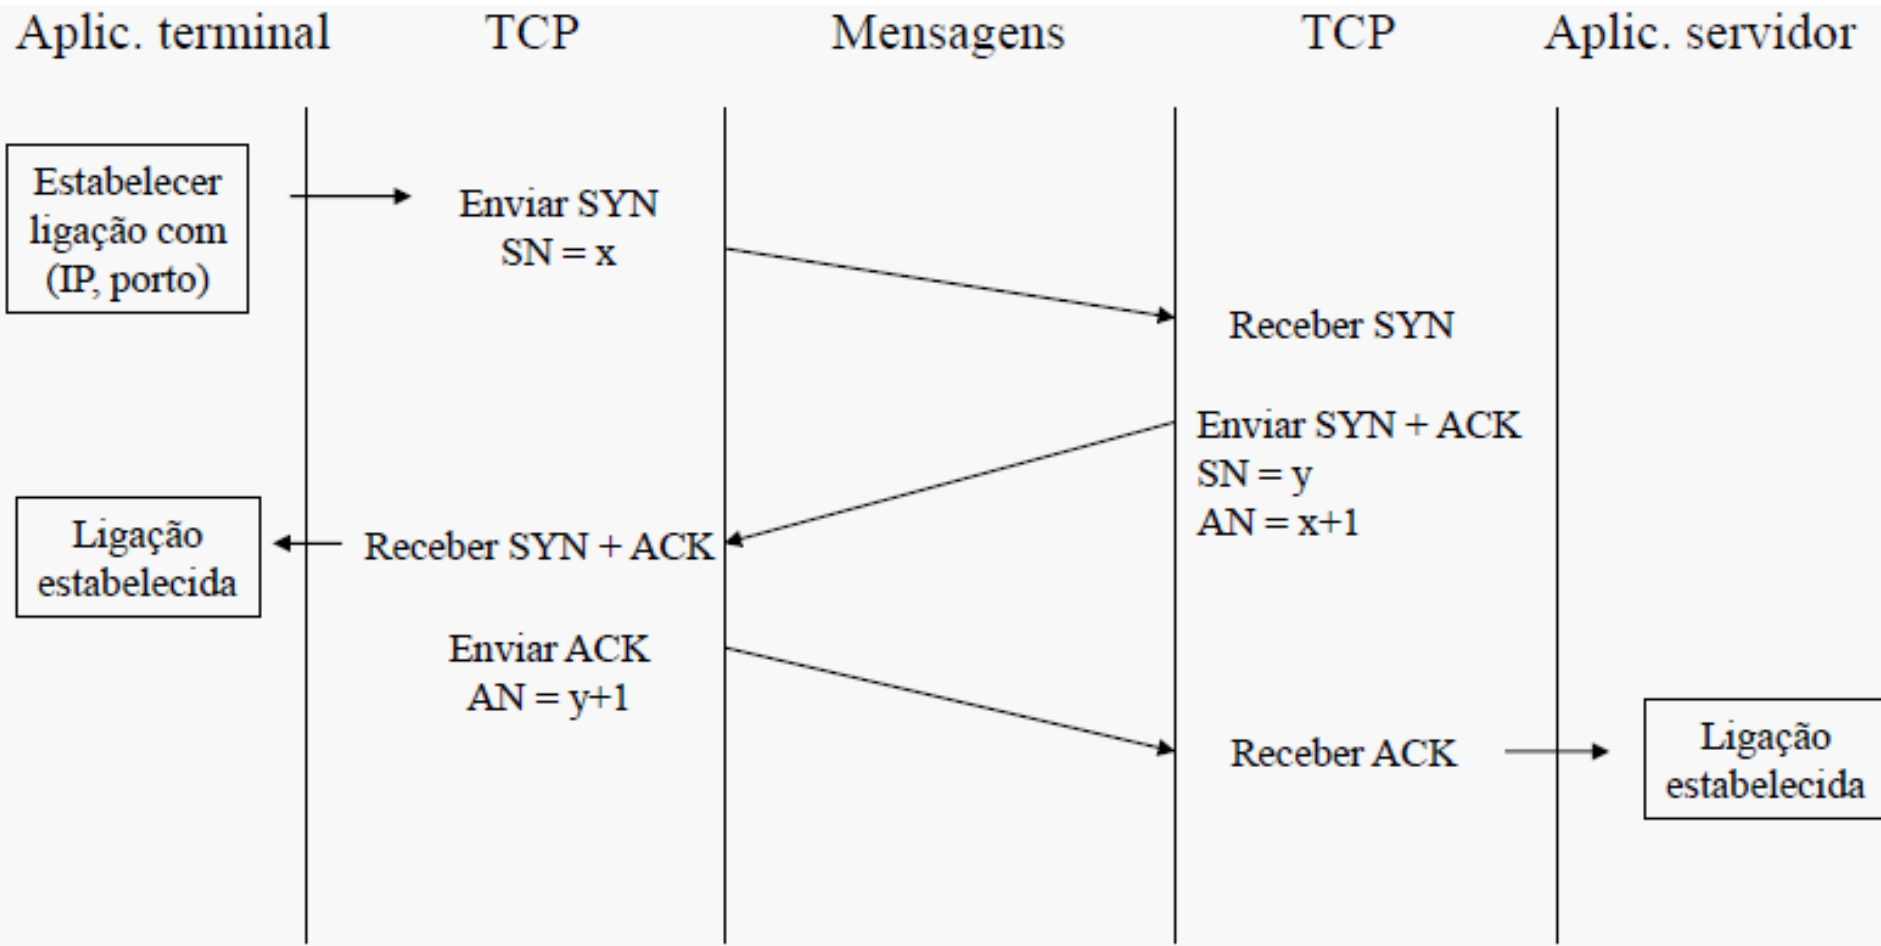 Aplic. terminal
TCP
Mensagens
TCP
Aplic. servidor
Estabelecer
ligação com
(IP, porto)
Enviar SYN
SN = x
Receber SYN
Enviar SYN + ACK
SN = y
AN = x+1
Ligação
estabelecida
Receber SYN + ACK
Enviar ACK
AN = y+1
Receber ACK
Ligação
estabelecida